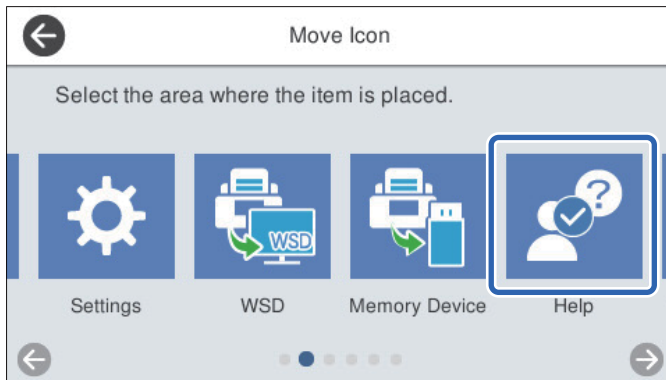 Move Icon
Select the area where the item is placed.
WSD
?
Settings
WSD
Memory Device
Help